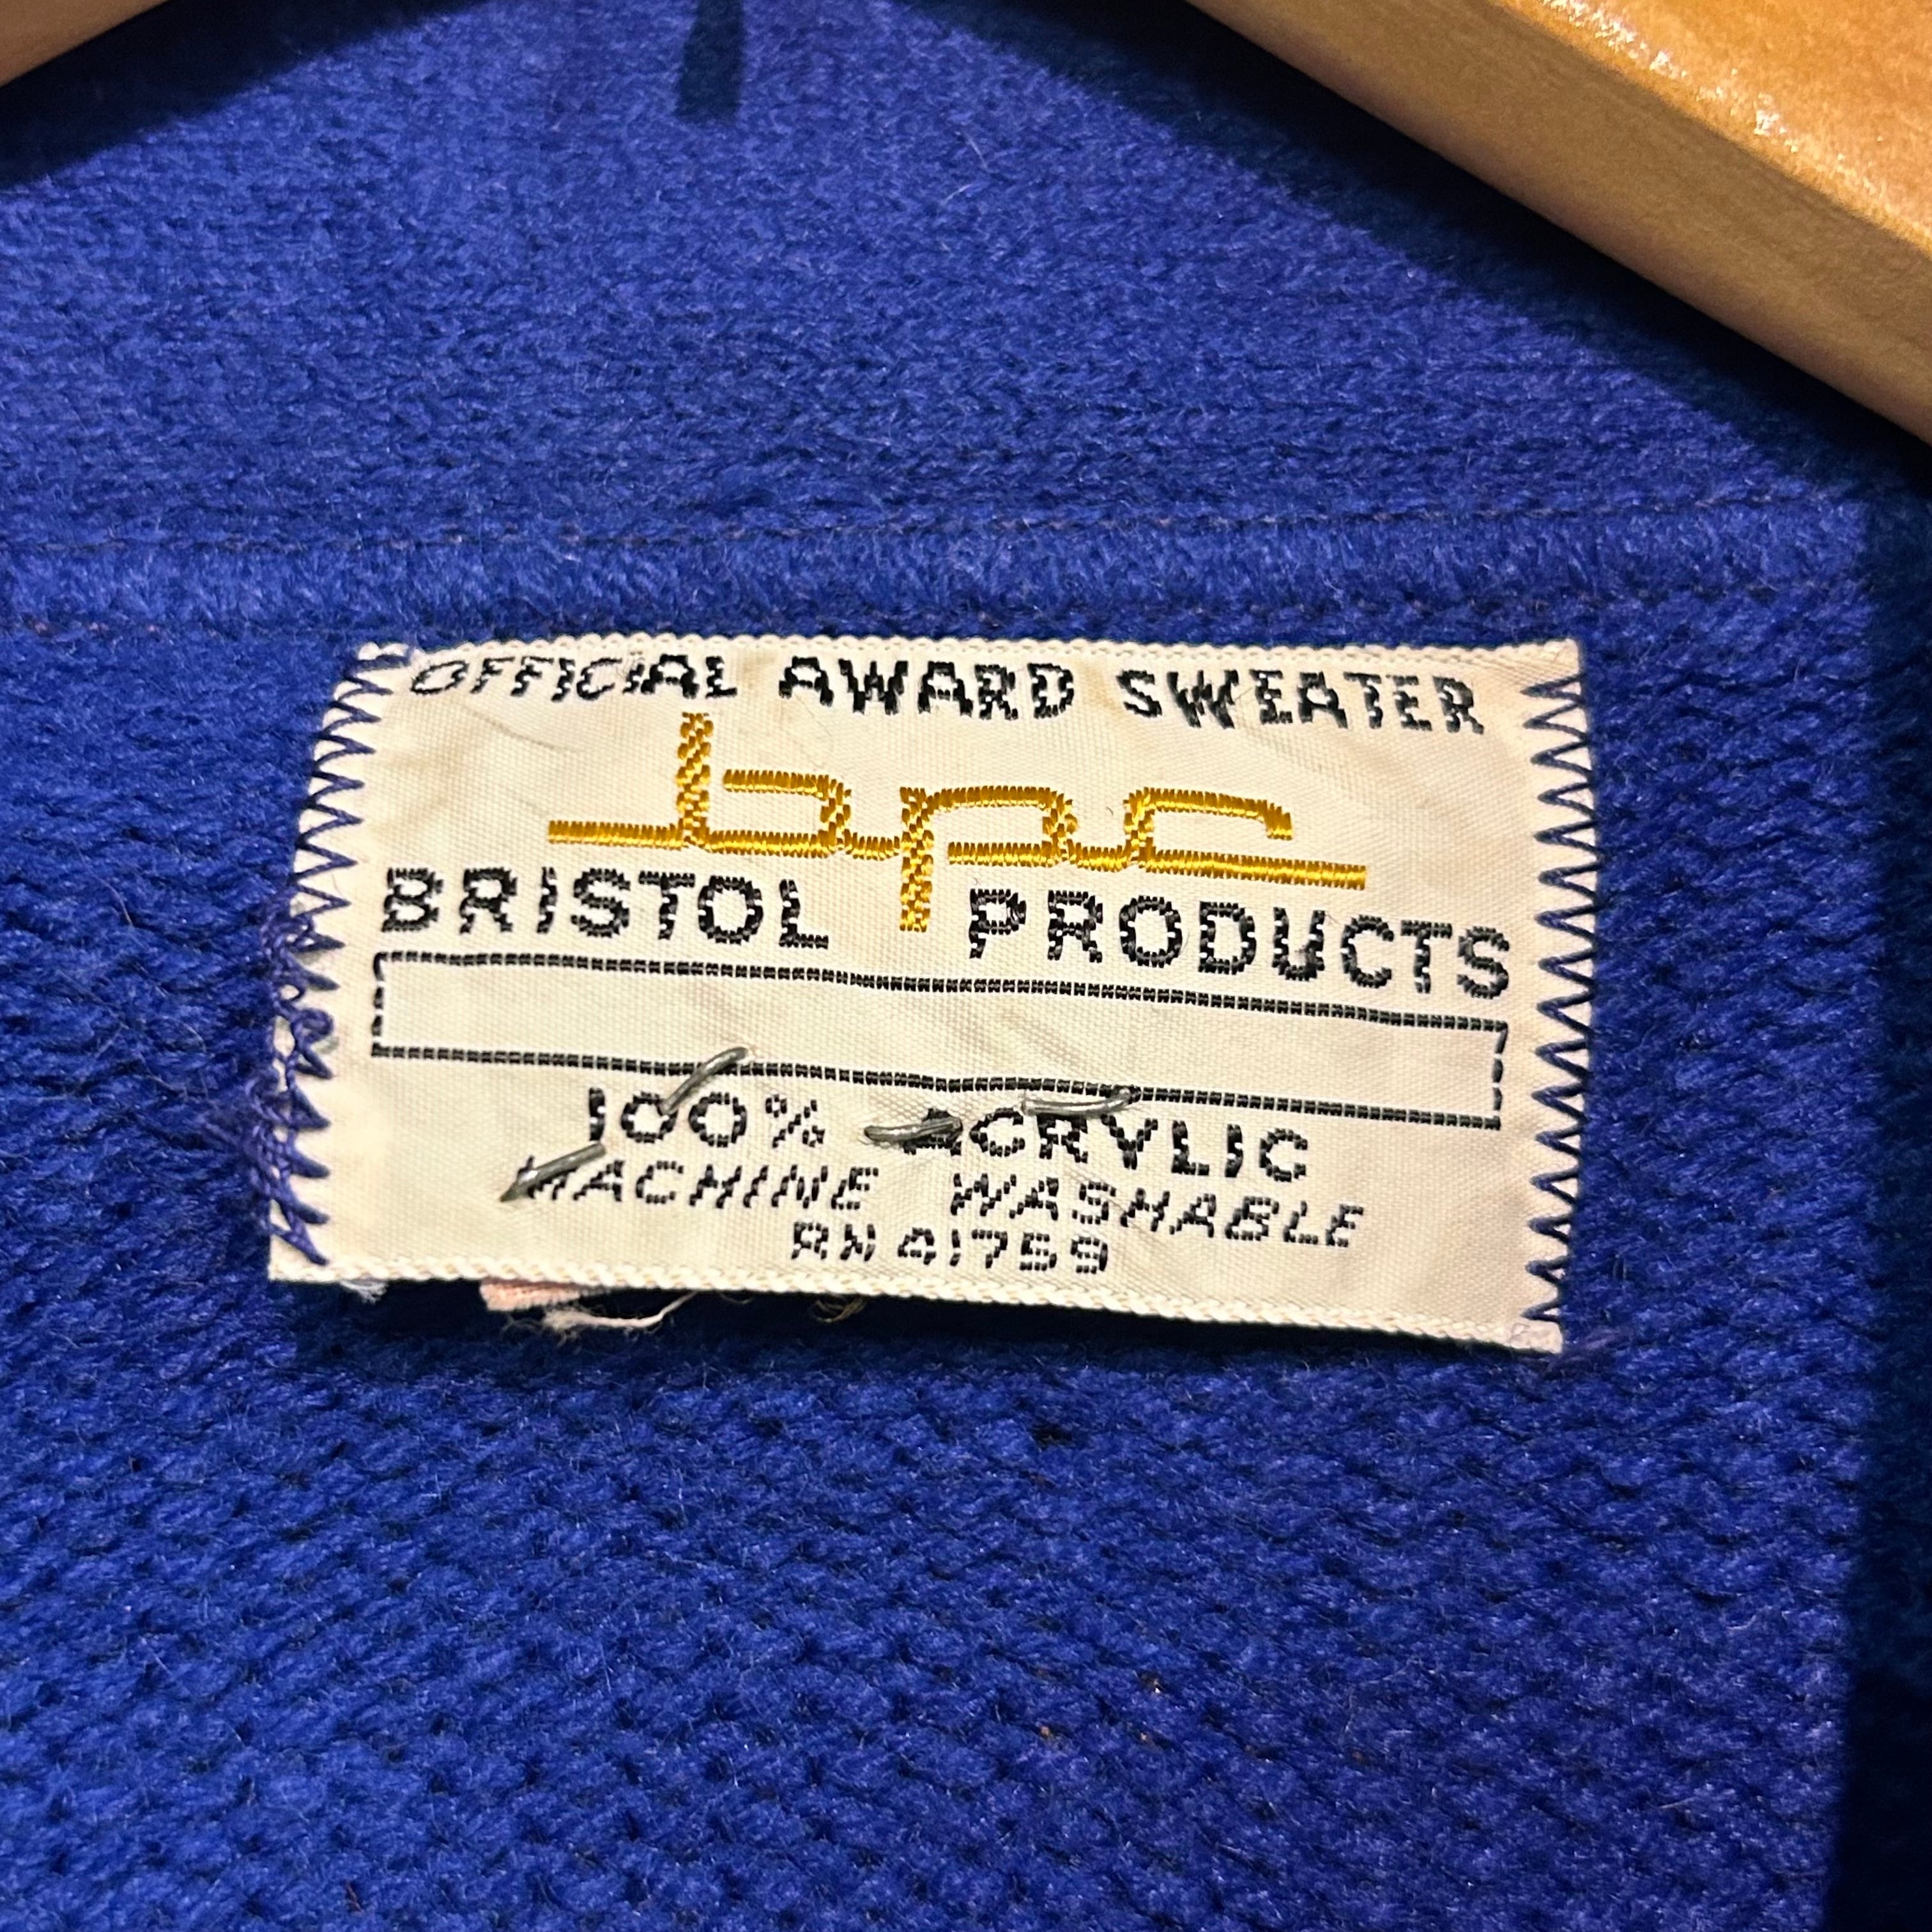 OFFICIAL AWARD SWEATER
bpc
BRISTOL PRODUCTS
100% ACRYLIC
MACHINE WASHABLE
RN 41759